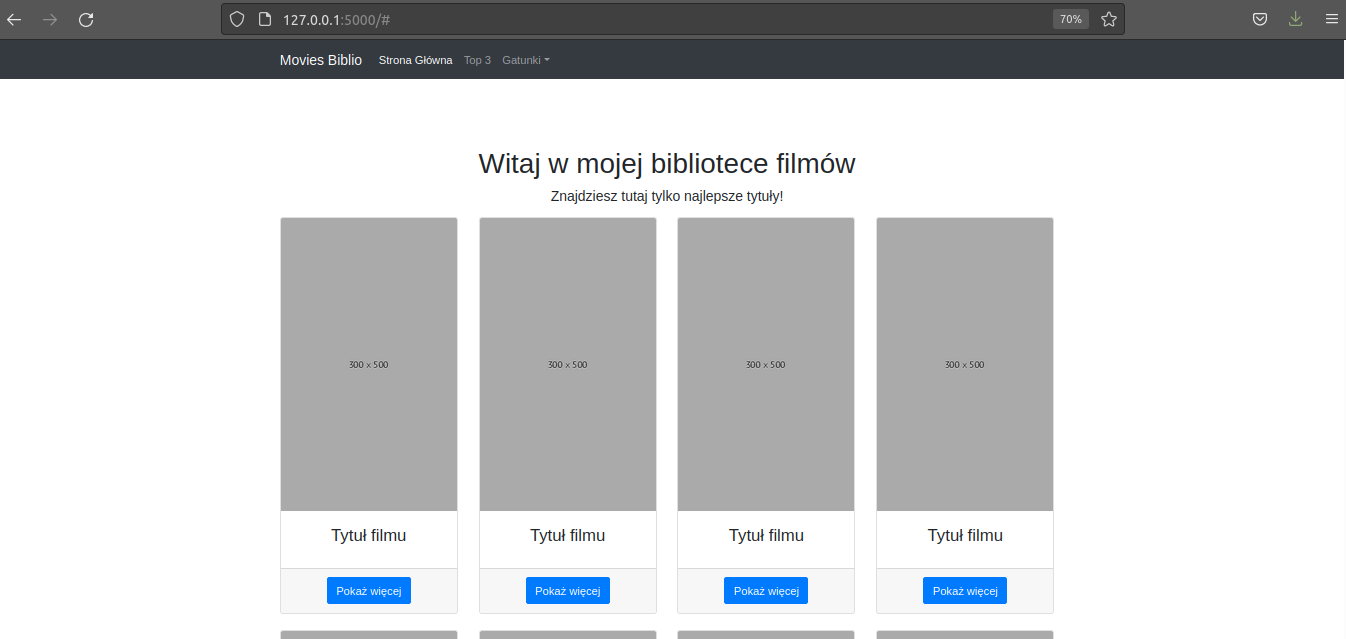 127.0.0.1:5000/# 70%
Movies Biblio Strona Główna Top 3 Gatunki
Witaj w mojej bibliotece filmów
Znajdziesz tutaj tylko najlepsze tytuły!
300 x 500 300 x 500 300 x 500 300 x 500
Tytuł filmu Tytuł filmu Tytuł filmu Tytuł filmu
Pokaż więcej Pokaż więcej Pokaż więcej Pokaż więcej